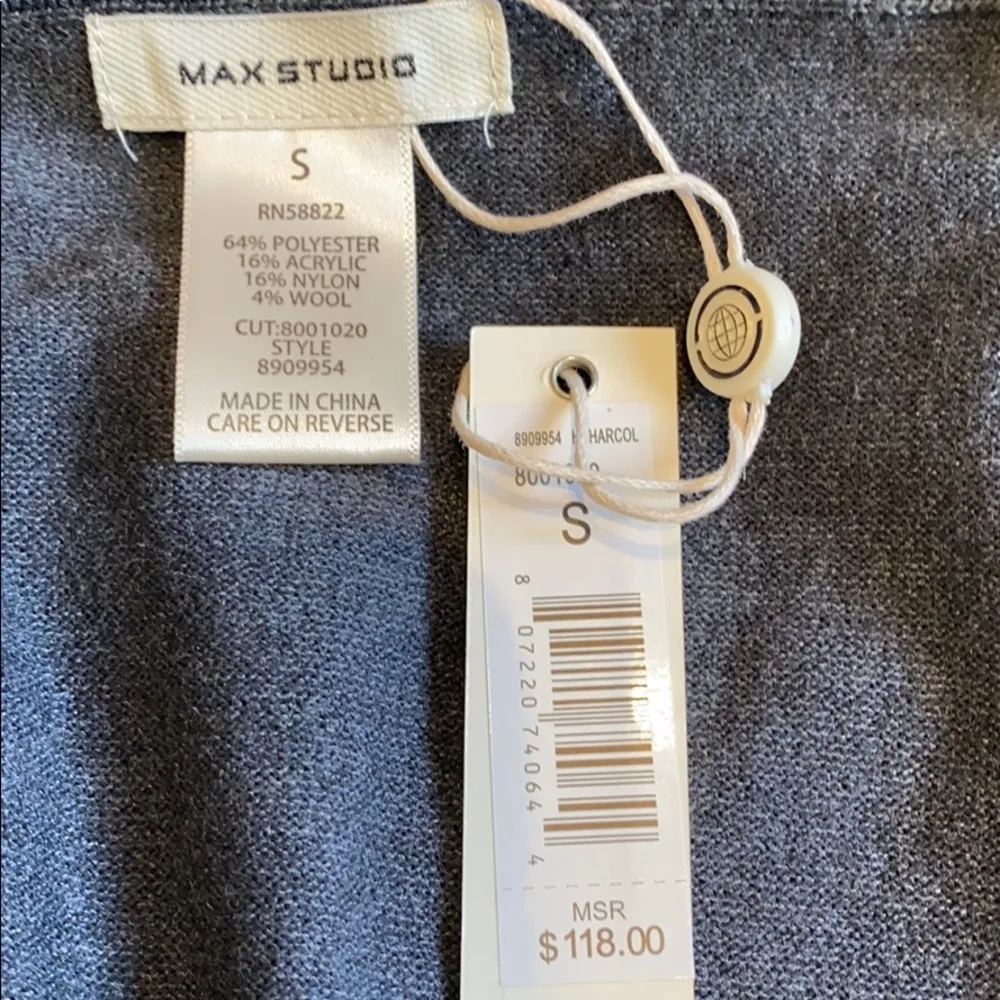 MAX STUDIO
S
RN58822
64% POLYESTER
16% ACRYLIC
16% NYLON
4% WOOL
CUT:8001020
STYLE
8909954
MADE IN CHINA
CARE ON REVERSE
8909954 H HARCOL
S
8 07220 74064 4
MSR
$118.00